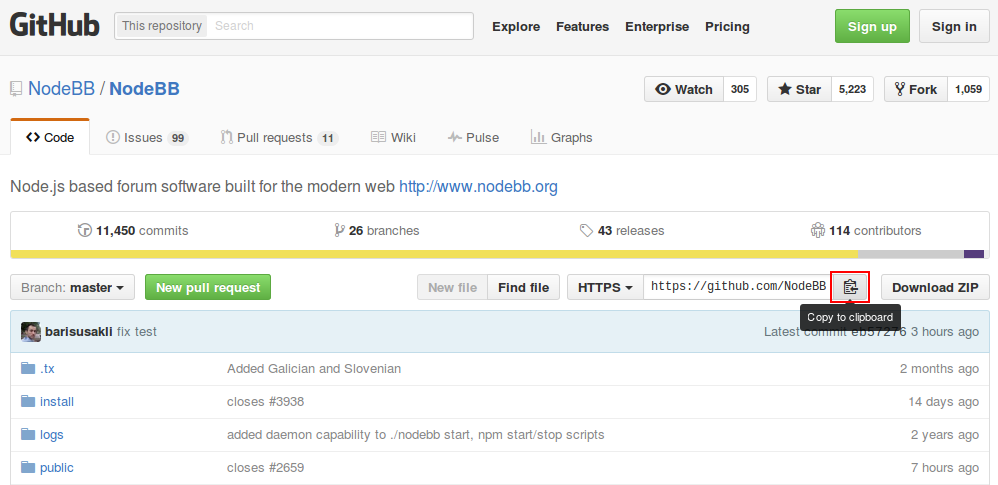 GitHub This repository Search Explore Features Enterprise Pricing Sign up Sign in
NodeBB / NodeBB Watch 305 Star 5,223 Fork 1,059
Code Issues 99 Pull requests 11 Wiki Pulse Graphs
Node.js based forum software built for the modern web http://www.nodebb.org
11,450 commits 26 branches 43 releases 114 contributors
Branch: master New pull request New file Find file HTTPS https://github.com/NodeBB Download ZIP
Copy to clipboard
barisusakli fix test Latest commit eb57276 3 hours ago
.tx Added Galician and Slovenian 2 months ago
install closes #3938 14 days ago
logs added daemon capability to ./nodebb start, npm start/stop scripts 2 years ago
public closes #2659 7 hours ago